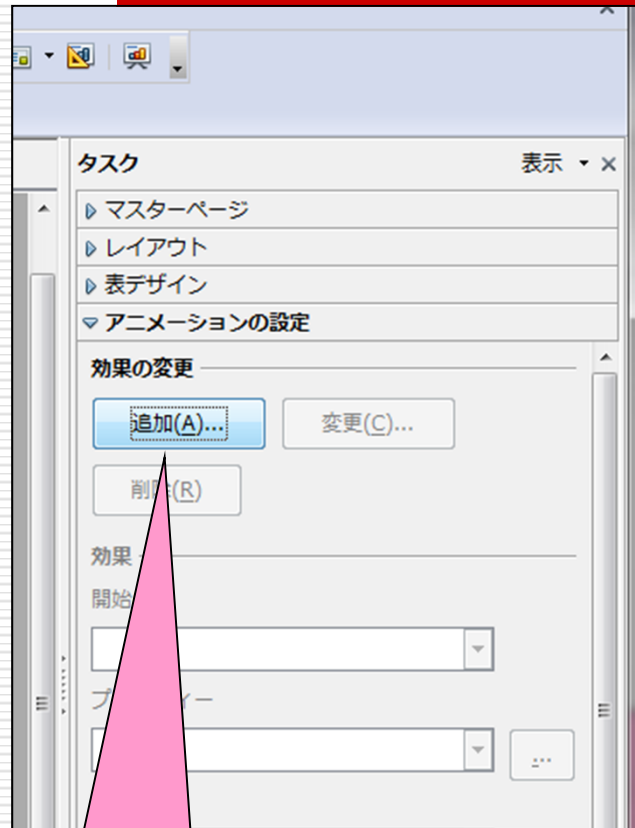 タスク 表示
マスターページ
レイアウト
表デザイン
アニメーションの設定
効果の変更
追加(A)... 変更(C)...
(R)
効果
開始
...